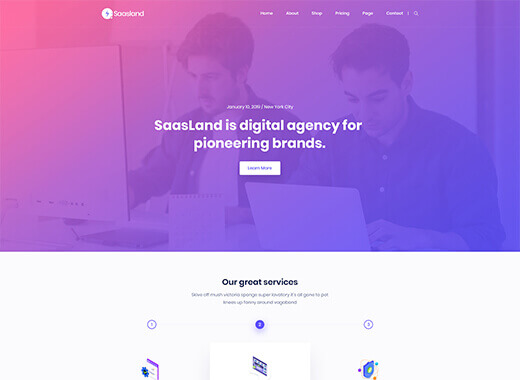 Saasland
Home About Shop Pricing Page Contact
January 10, 2019 / New York City
SaasLand is digital agency for
pioneering brands.
Learn More
Our great services
Skive off mush victoria sponge super lavatory it's all gone to pot
knees up fanny around vagabond.
1 2 3